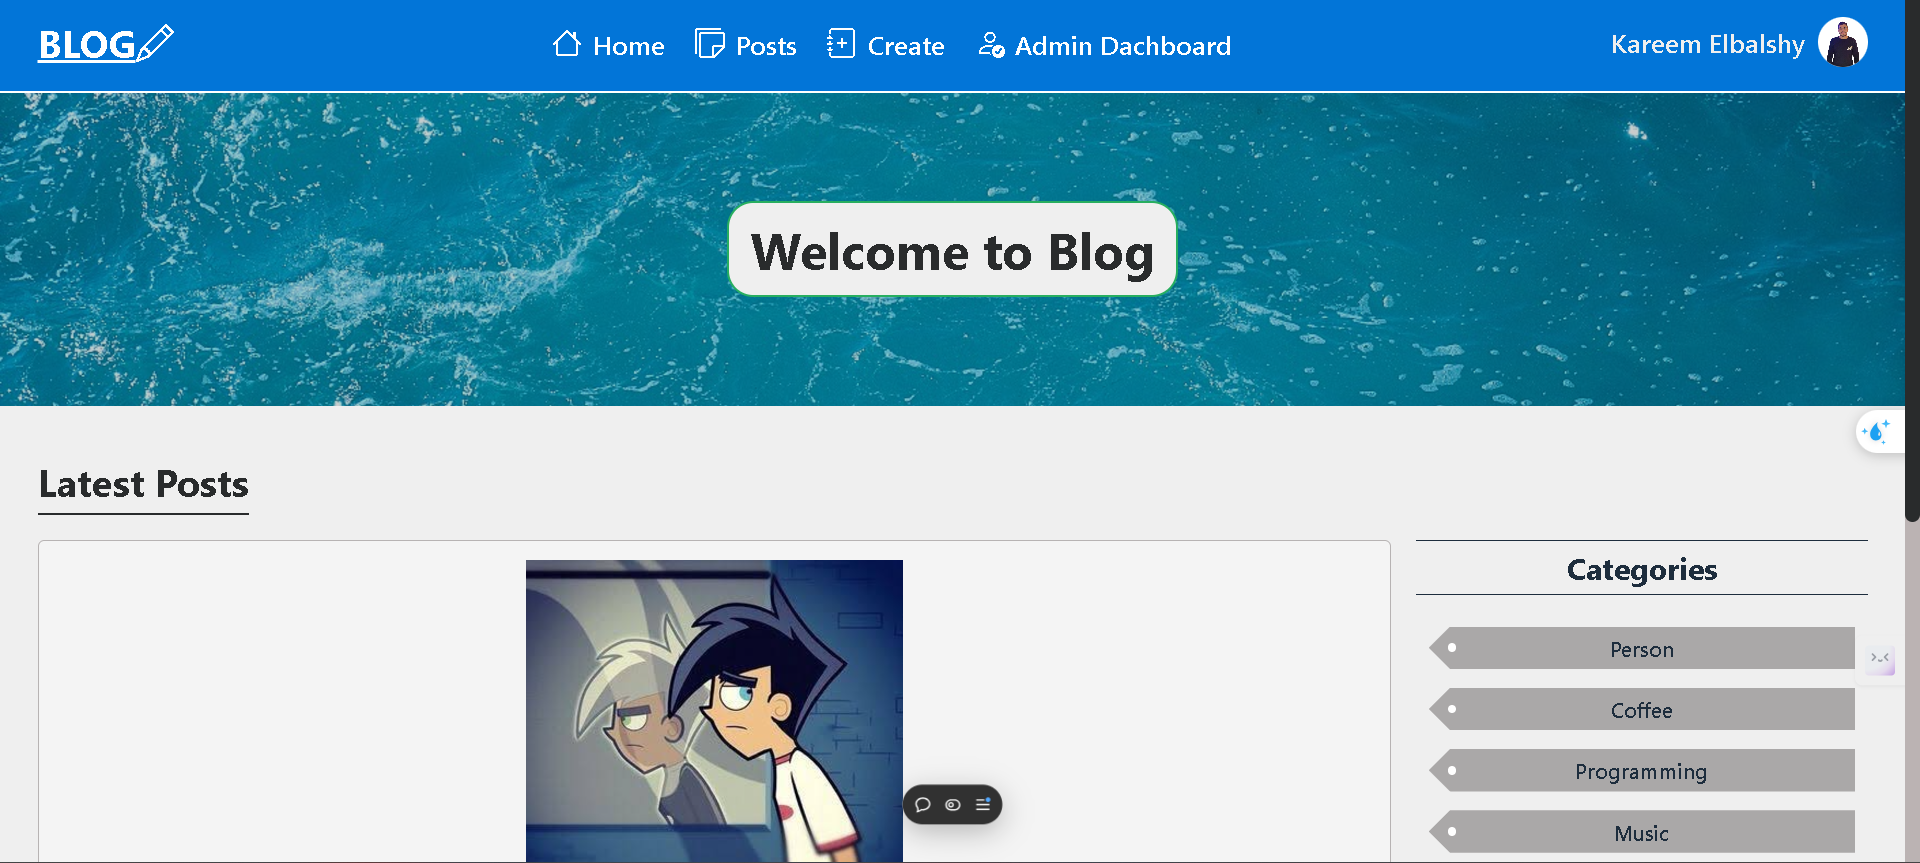 BLOG
Home
Posts
Create
Admin Dachboard
Kareem Elbalshy
Welcome to Blog
Latest Posts
Categories
Person
Coffee
Programming
Music